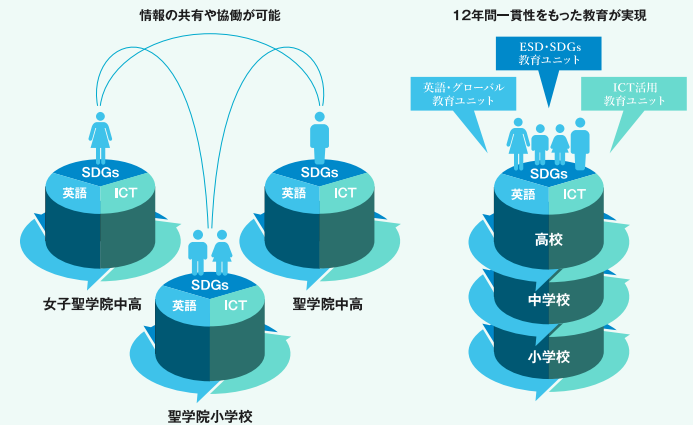 情報の共有や協働が可能
SDGs
英語
ICT
女子聖学院中高
SDGs
英語
ICT
聖学院中高
SDGs
英語
ICT
聖学院小学校
12年間一貫性をもった教育が実現
ESD・SDGs
教育ユニット
英語・グローバル
教育ユニット
ICT活用
教育ユニット
SDGs
英語
ICT
高校
中学校
小学校